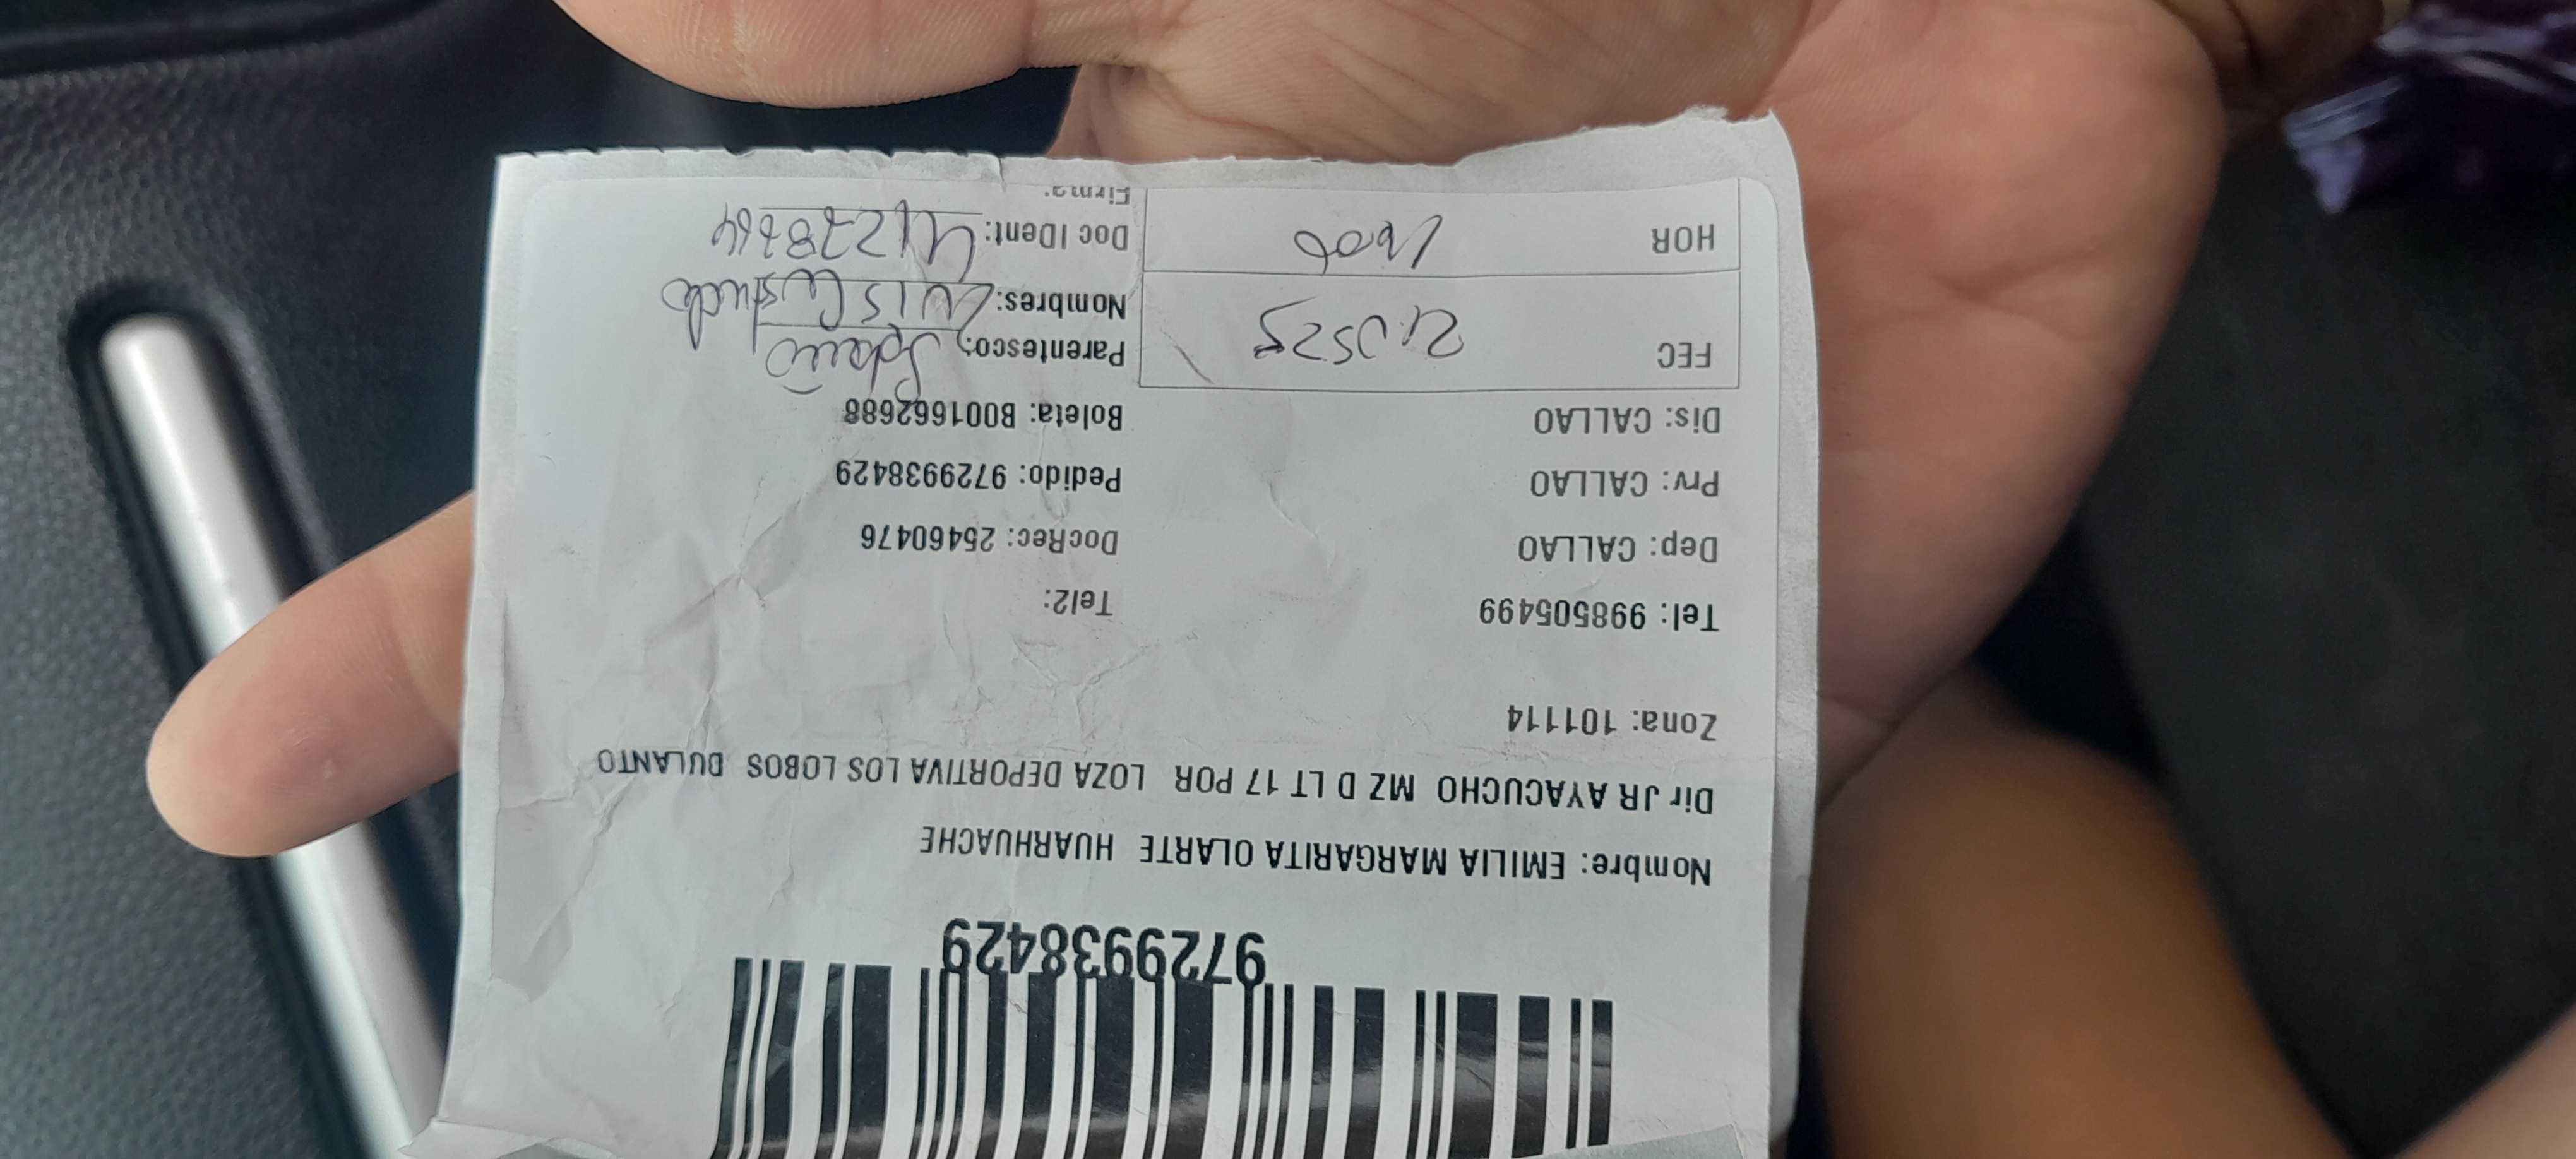 9729938429
Nombre: EMILIA MARGARITA OLARTE HUARHUACHE
Dir JR AYACUCHO MZ D LT 17 POR LOZA DEPORTIVA LOS LOBOS DULANTO
Zona: 101114
Tel: 998505499 Tel2:
Dep: CALLAO DocRec: 25460476
Prv: CALLAO Pedido: 9729938429
Dis: CALLAO Boleta: B001662688
FEC 210525 Parentesco:
Nombres: LUIS
HOR Doc IDent:
Firma: